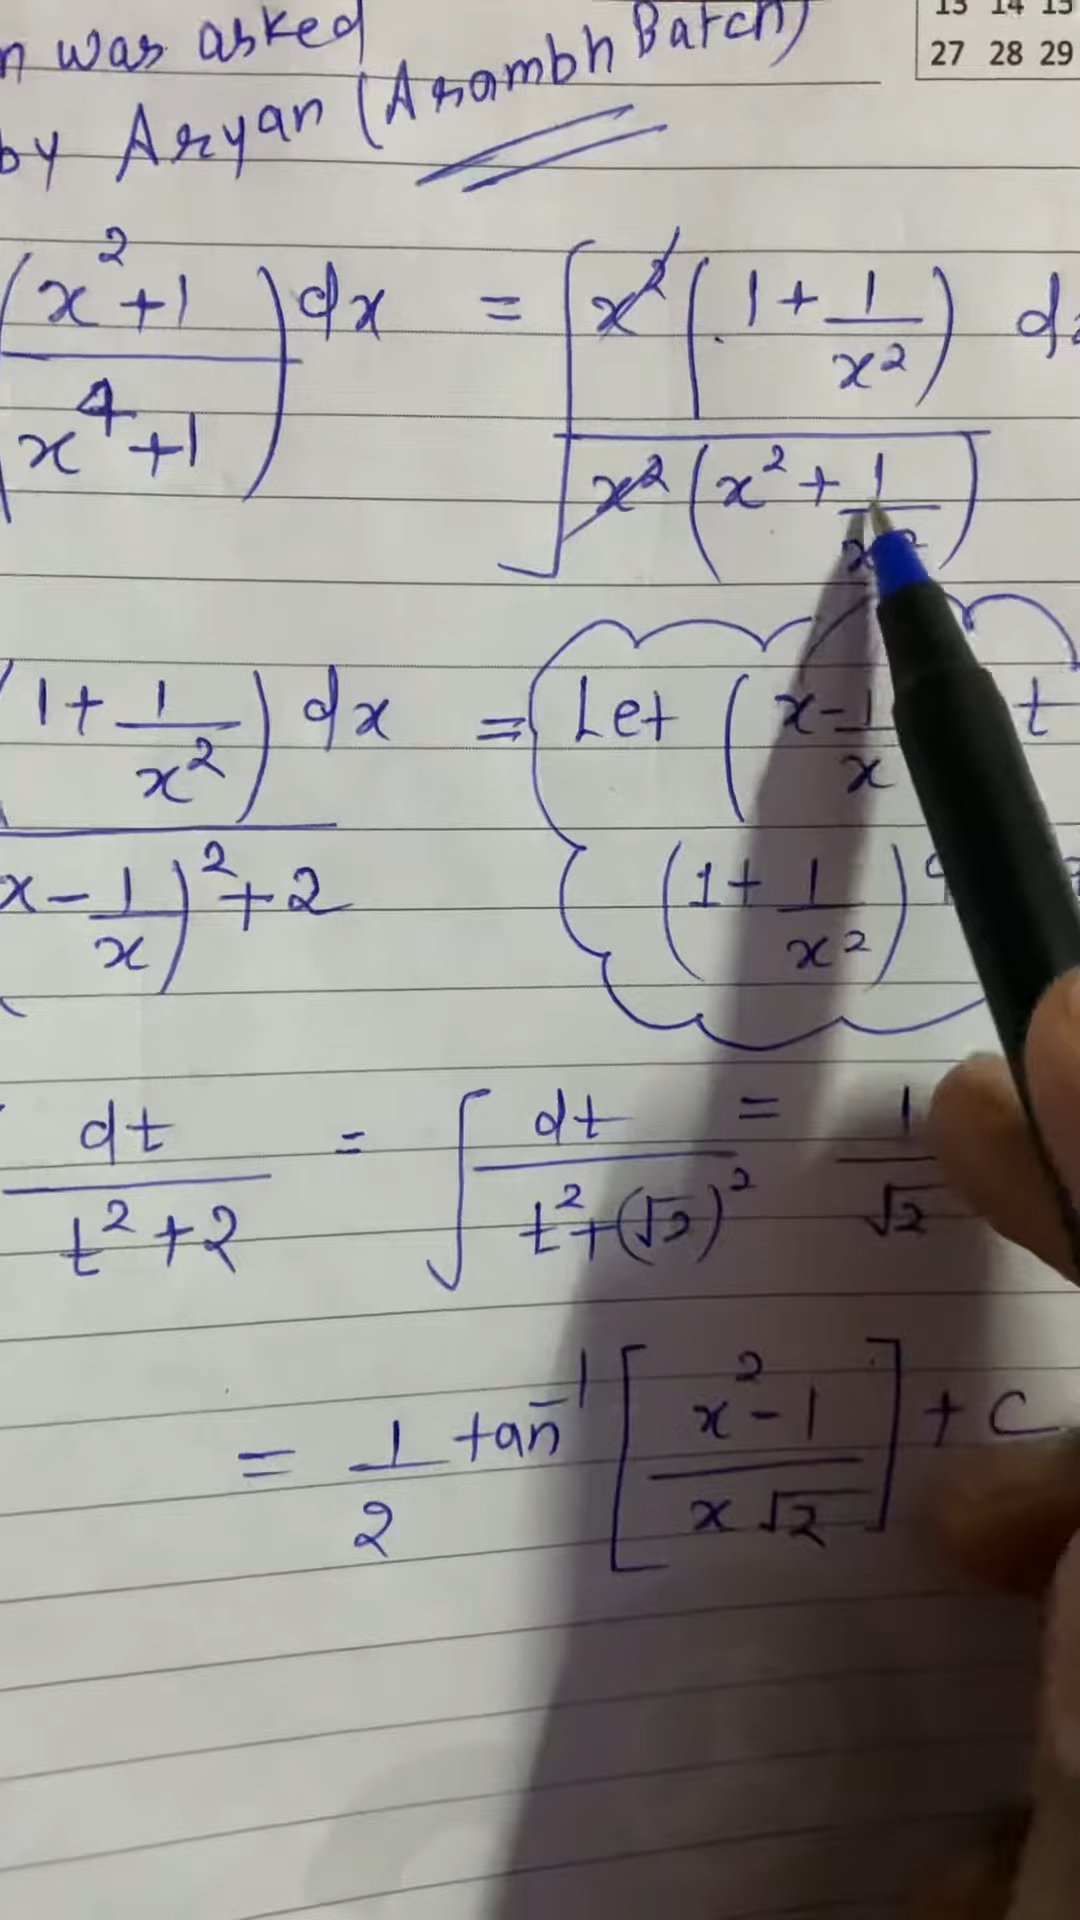 13 14 15
27 28 29
n was asked
by Aryan (Arambh Batch)
(x²+1 / x⁴+1) dx = ∫ x² (1 + 1/x²) / x² (x² + 1/x²)
(1 + 1/x²) dx / (x - 1/x)² + 2 = Let (x - 1/x t
(1 + 1/x²)
dt / t² + 2 = ∫ dt / t² + (√2)² = 1/√2
= 1/2 tan⁻¹ [x² - 1 / x√2] + C